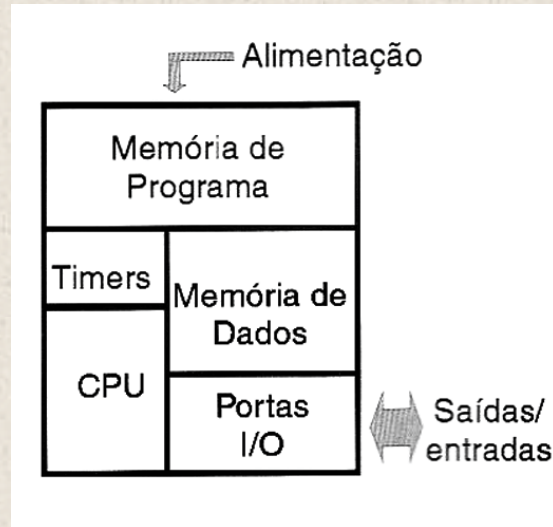 Alimentação
Memória de
Programa
Timers
Memória de
Dados
CPU
Portas
I/O
Saídas/
entradas